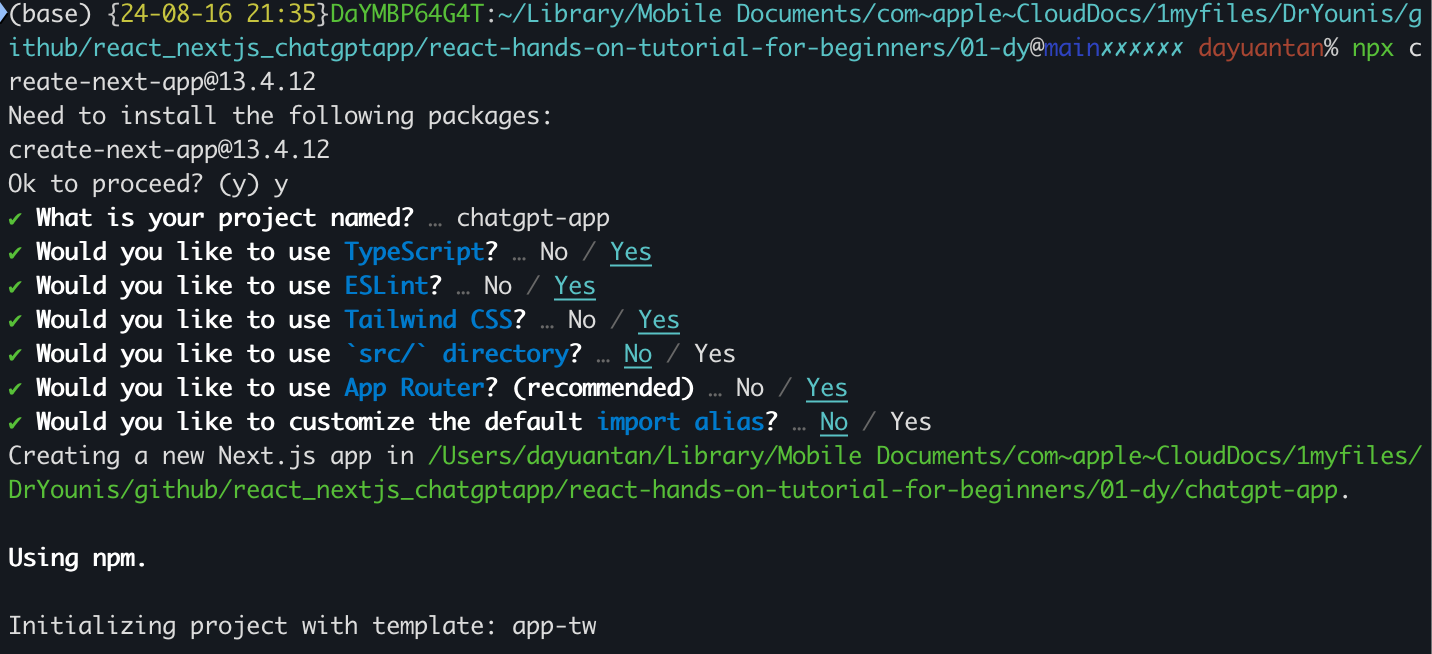 (base) {24-08-16 21:35}DaYMBP64G4T:~/Library/Mobile Documents/com~apple~CloudDocs/1myfiles/DrYounis/g
ithub/react_nextjs_chatgptapp/react-hands-on-tutorial-for-beginners/01-dy@main✗✗✗✗✗✗ dayuantan% npx c
reate-next-app@13.4.12
Need to install the following packages:
create-next-app@13.4.12
Ok to proceed? (y) y
✔ What is your project named? … chatgpt-app
✔ Would you like to use TypeScript? … No / Yes
✔ Would you like to use ESLint? … No / Yes
✔ Would you like to use Tailwind CSS? … No / Yes
✔ Would you like to use `src/` directory? … No / Yes
✔ Would you like to use App Router? (recommended) … No / Yes
✔ Would you like to customize the default import alias? … No / Yes
Creating a new Next.js app in /Users/dayuantan/Library/Mobile Documents/com~apple~CloudDocs/1myfiles/
DrYounis/github/react_nextjs_chatgptapp/react-hands-on-tutorial-for-beginners/01-dy/chatgpt-app.
Using npm.
Initializing project with template: app-tw